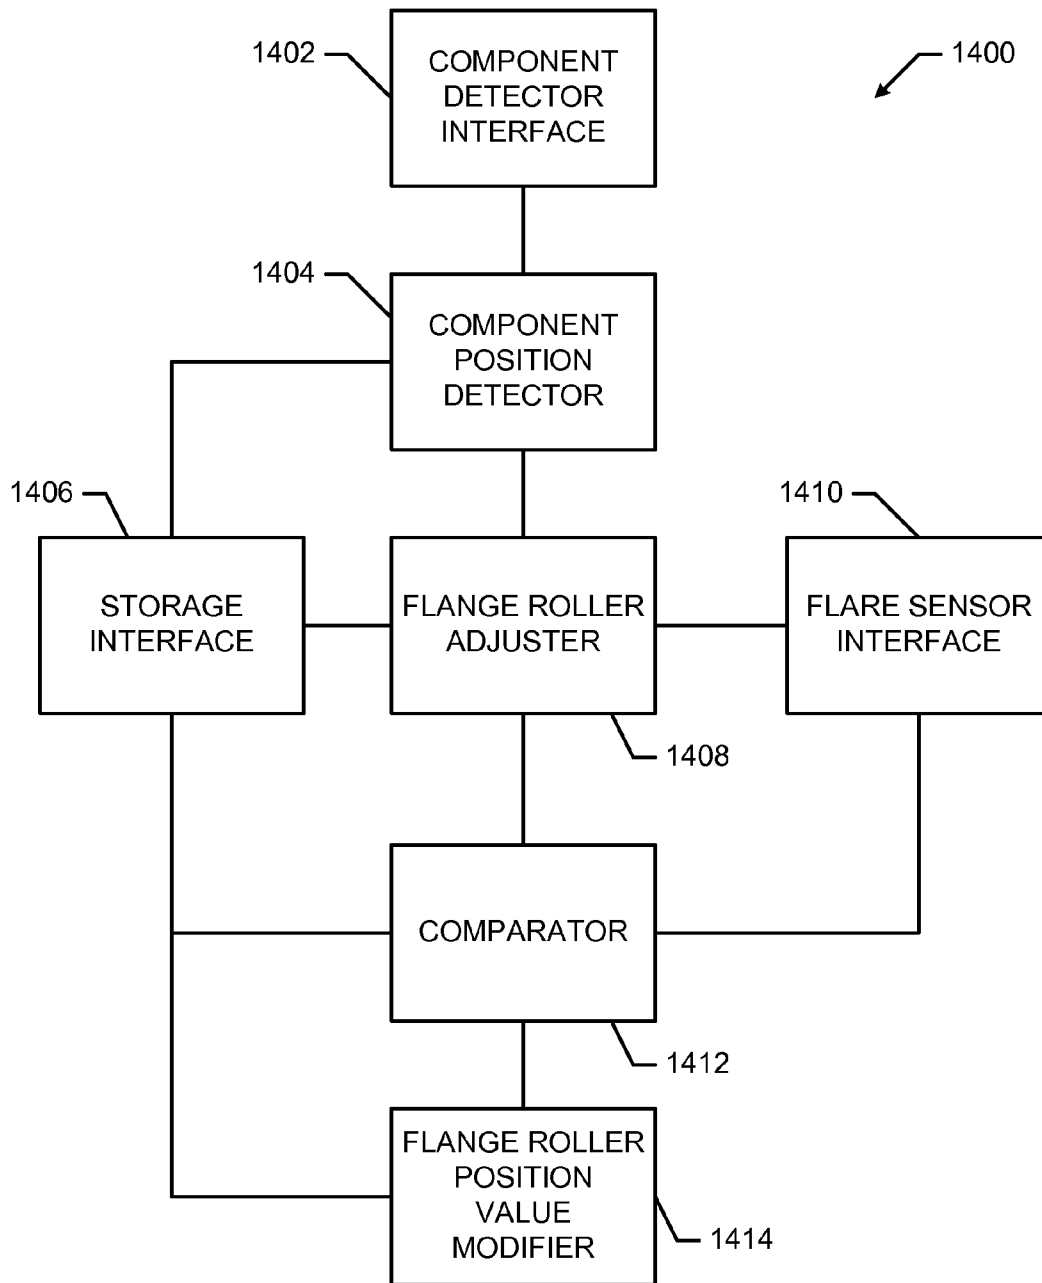 1402
COMPONENT
DETECTOR
INTERFACE
1400
1404
COMPONENT
POSITION
DETECTOR
1406
1410
STORAGE
INTERFACE
FLANGE ROLLER
ADJUSTER
FLARE SENSOR
INTERFACE
1408
COMPARATOR
1412
FLANGE ROLLER
POSITION
VALUE
MODIFIER
1414